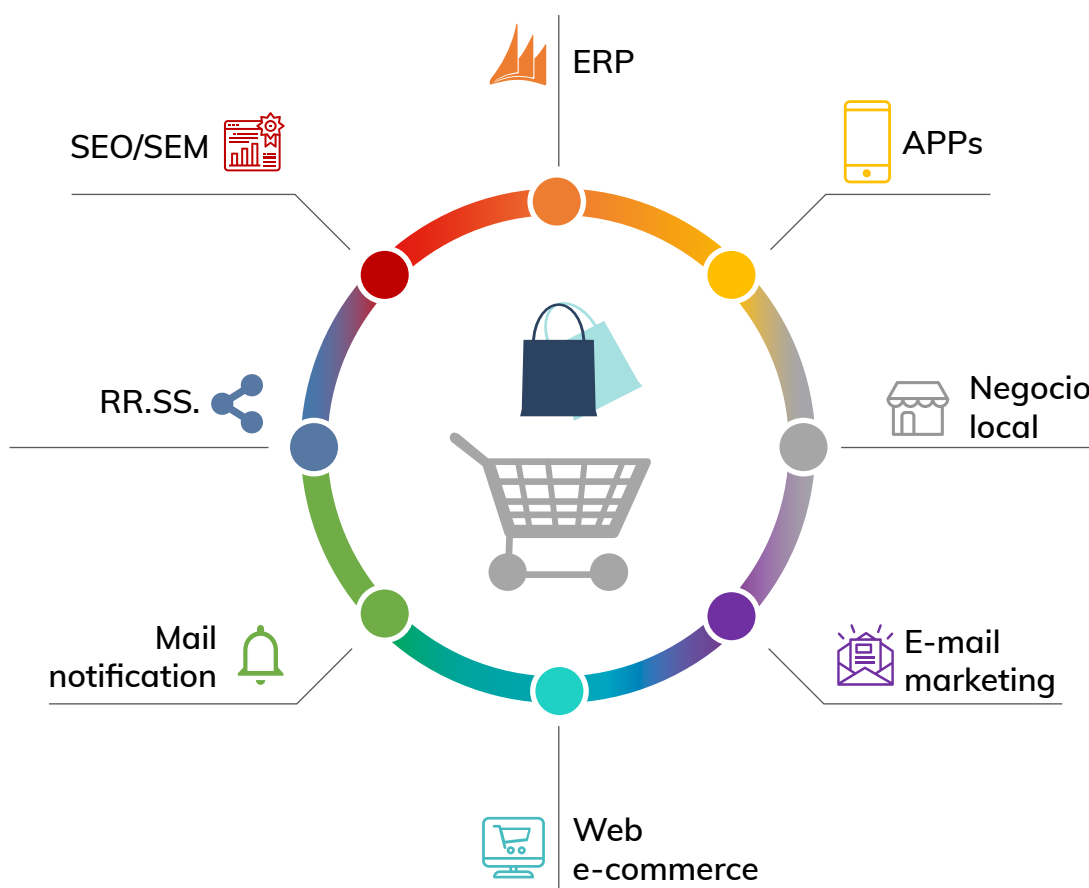 ERP
SEO/SEM
APPs
RR.SS.
Negocio
local
Mail
notification
E-mail
marketing
Web
e-commerce